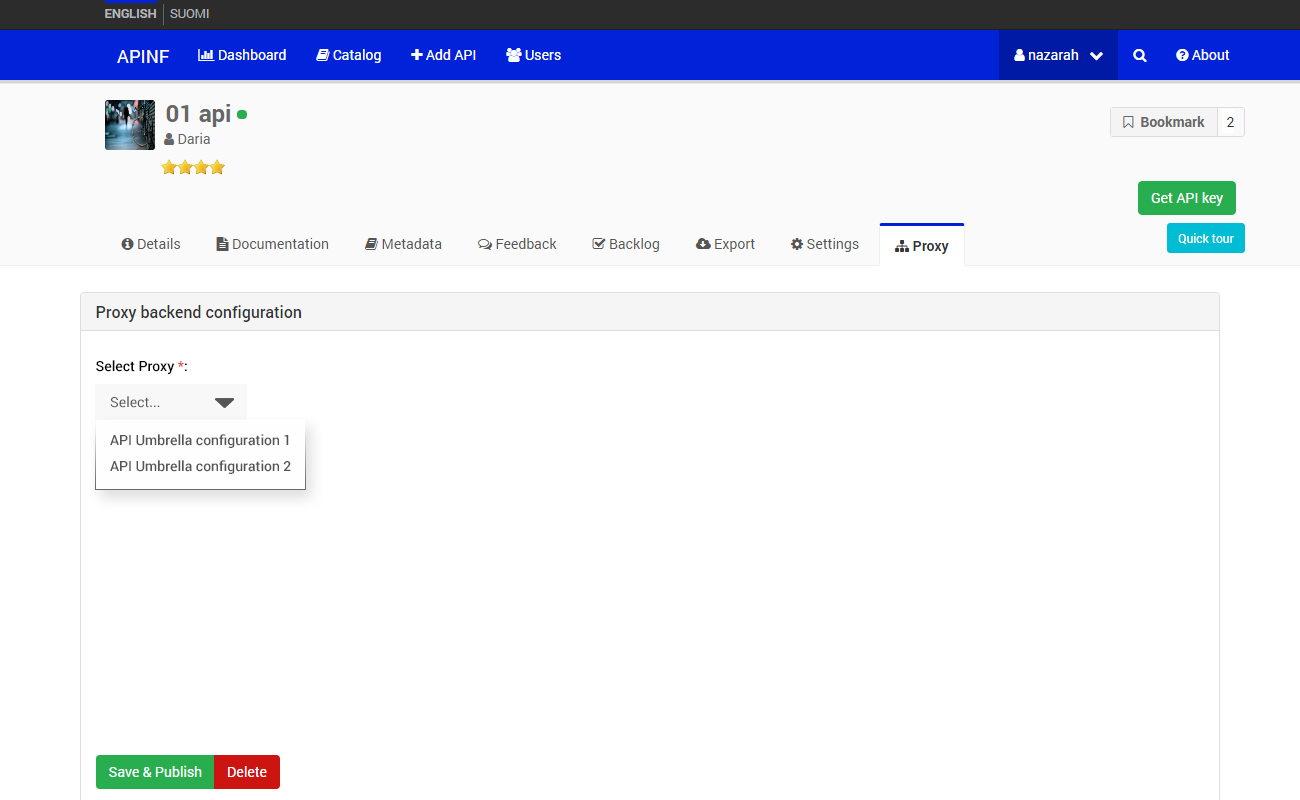 ENGLISH SUOMI
APINF Dashboard Catalog Add API Users nazarah About
01 api
Daria
Bookmark 2
Get API key
Details Documentation Metadata Feedback Backlog Export Settings Proxy
Quick tour
Proxy backend configuration
Select Proxy *:
Select...
API Umbrella configuration 1
API Umbrella configuration 2
Save & Publish Delete